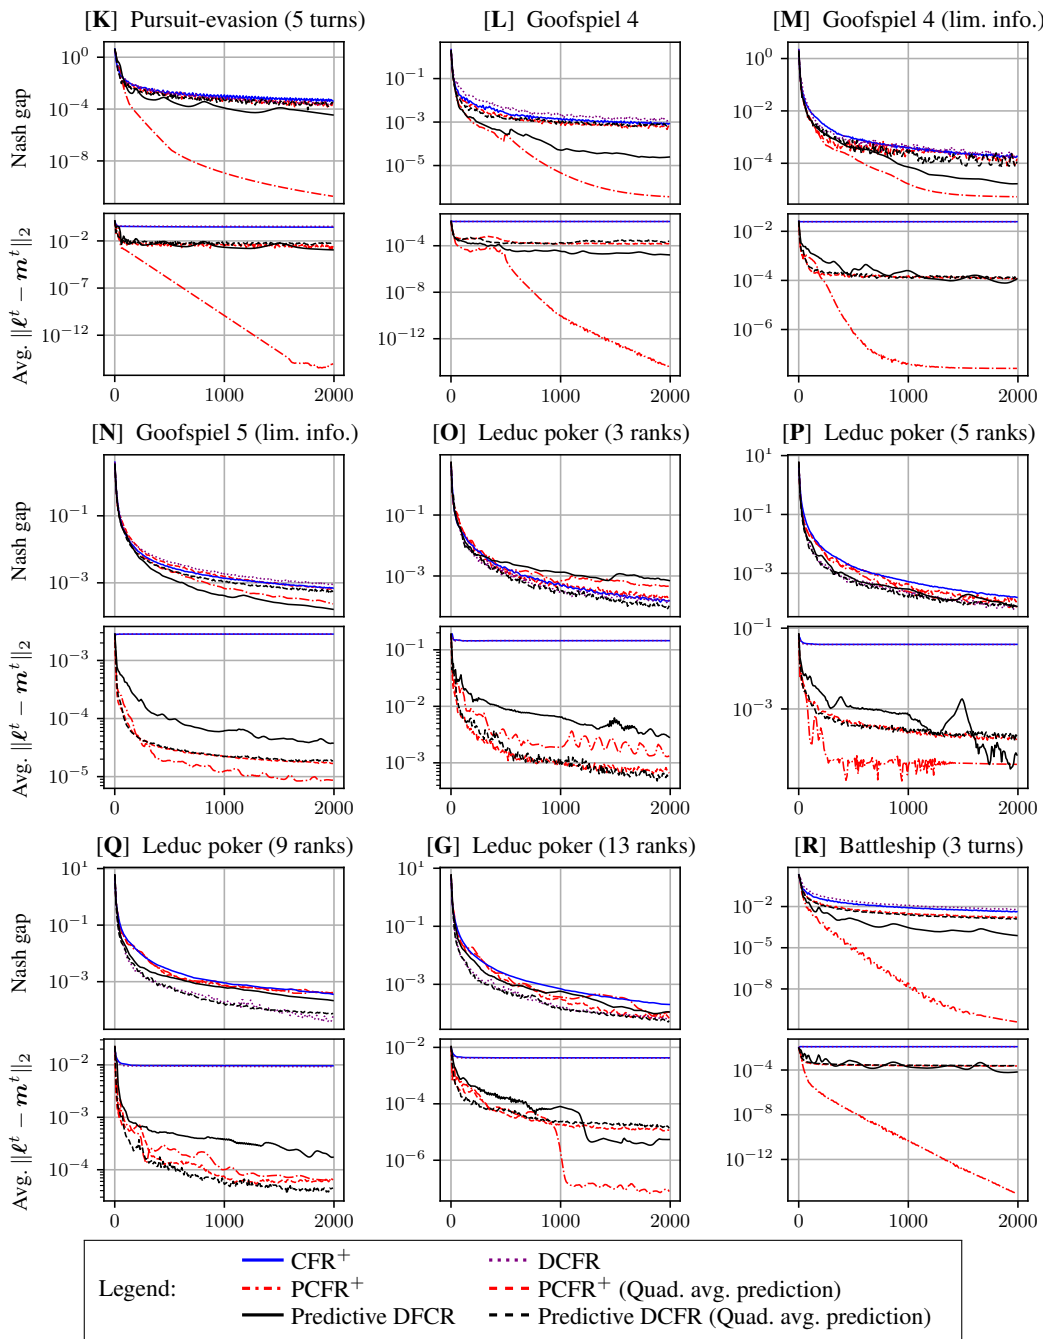 [K] Pursuit-evasion (5 turns)
[L] Goofspiel 4
[M] Goofspiel 4 (lim. info.)
Nash gap
10^0
10^−4
10^−8
10^−1
10^−3
10^−5
10^0
10^−2
10^−4
Avg. ‖ℓ^t − m^t‖_2
10^−2
10^−7
10^−12
10^−4
10^−8
10^−12
10^−2
10^−4
10^−6
0 1000 2000
0 1000 2000
0 1000 2000
[N] Goofspiel 5 (lim. info.)
[O] Leduc poker (3 ranks)
[P] Leduc poker (5 ranks)
Nash gap
10^−1
10^−3
10^−1
10^−3
10^1
10^−1
10^−3
Avg. ‖ℓ^t − m^t‖_2
10^−3
10^−4
10^−5
10^−1
10^−2
10^−3
10^−1
10^−3
0 1000 2000
0 1000 2000
0 1000 2000
[Q] Leduc poker (9 ranks)
[G] Leduc poker (13 ranks)
[R] Battleship (3 turns)
Nash gap
10^1
10^−1
10^−3
10^1
10^−1
10^−3
10^−2
10^−5
10^−8
Avg. ‖ℓ^t − m^t‖_2
10^−2
10^−3
10^−4
10^−2
10^−4
10^−6
10^−4
10^−8
10^−12
0 1000 2000
0 1000 2000
0 1000 2000
Legend:
CFR^+
DCFR
PCFR^+
PCFR^+ (Quad. avg. prediction)
Predictive DFCR
Predictive DCFR (Quad. avg. prediction)